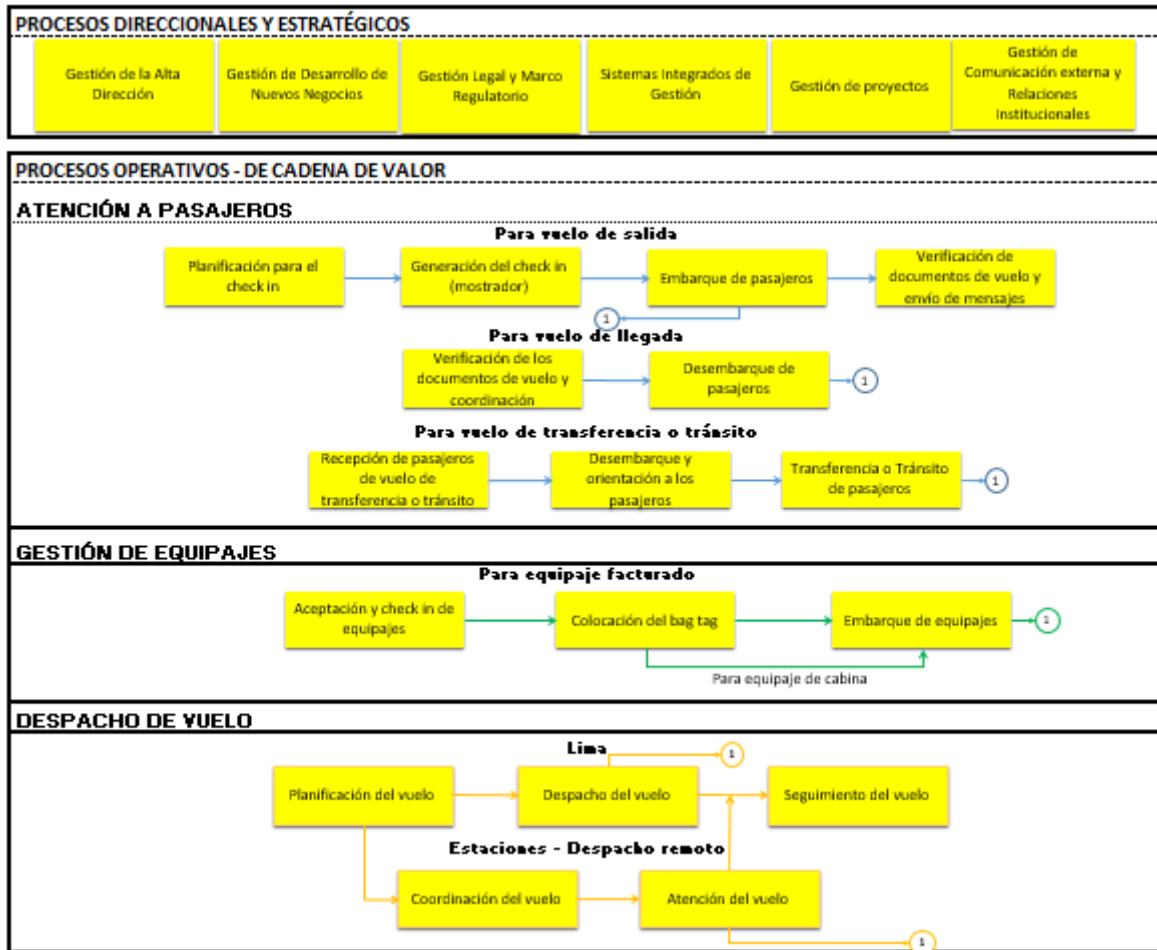 PROCESOS DIRECCIONALES Y ESTRATÉGICOS
Gestión de la Alta
Dirección
Gestión de Desarrollo de
Nuevos Negocios
Gestión Legal y Marco
Regulatorio
Sistemas Integrados de
Gestión
Gestión de proyectos
Gestión de
Comunicación externa y
Relaciones
Institucionales
PROCESOS OPERATIVOS - DE CADENA DE VALOR
ATENCIÓN A PASAJEROS
Para vuelo de salida
Planificación para el
check in
Generación del check in
(mostrador)
Embarque de pasajeros
Verificación de
documentos de vuelo y
envío de mensajes
1
Para vuelo de llegada
Verificación de los
documentos de vuelo y
coordinación
Desembarque de
pasajeros
1
Para vuelo de transferencia o tránsito
Recepción de pasajeros
de vuelo de
transferencia o tránsito
Desembarque y
orientación a los
pasajeros
Transferencia o Tránsito
de pasajeros
1
GESTIÓN DE EQUIPAJES
Para equipaje facturado
Aceptación y check in de
equipajes
Colocación del bag tag
Embarque de equipajes
1
Para equipaje de cabina
DESPACHO DE VUELO
Lima
1
Planificación del vuelo
Despacho del vuelo
Seguimiento del vuelo
Estaciones - Despacho remoto
Coordinación del vuelo
Atención del vuelo
1